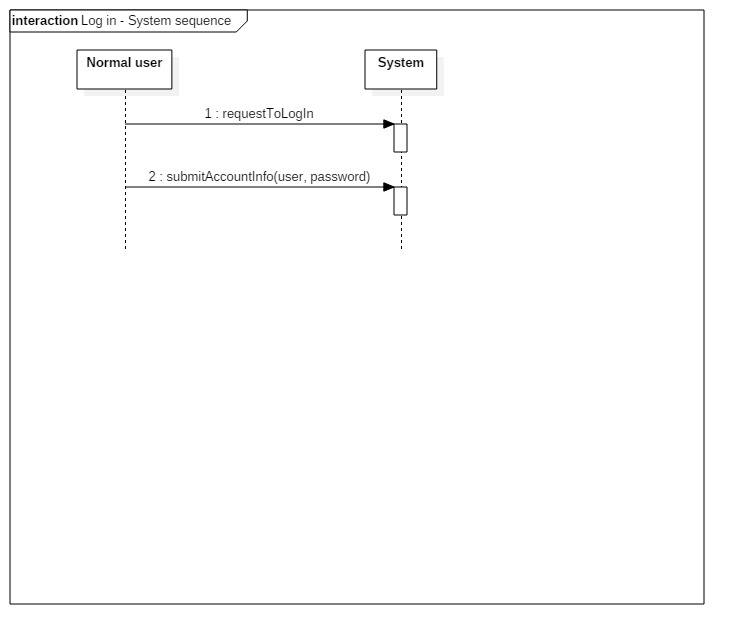 interaction Log in - System sequence
Normal user
System
1 : requestToLogIn
2 : submitAccountInfo(user, password)